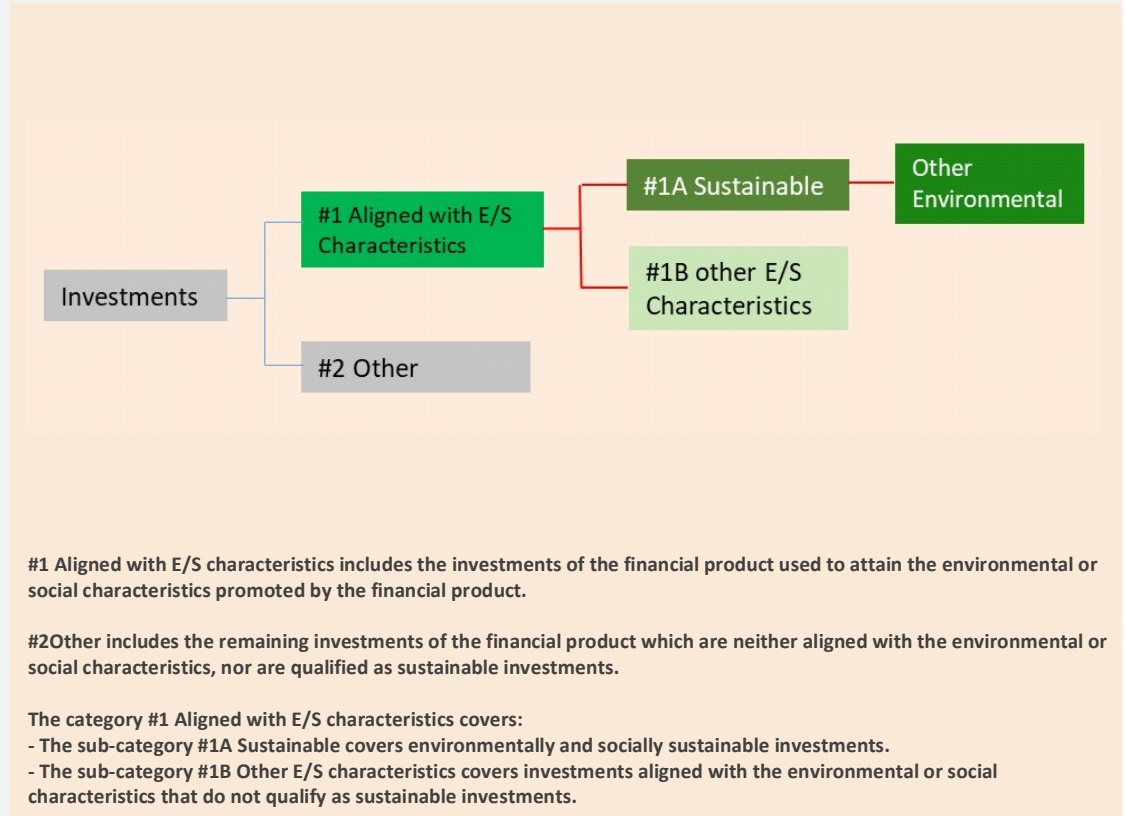 Other
Environmental
#1A Sustainable
#1 Aligned with E/S
Characteristics
#1B other E/S
Characteristics
Investments
#2 Other
#1 Aligned with E/S characteristics includes the investments of the financial product used to attain the environmental or
social characteristics promoted by the financial product.
#2Other includes the remaining investments of the financial product which are neither aligned with the environmental or
social characteristics, nor are qualified as sustainable investments.
The category #1 Aligned with E/S characteristics covers:
- The sub-category #1A Sustainable covers environmentally and socially sustainable investments.
- The sub-category #1B Other E/S characteristics covers investments aligned with the environmental or social
characteristics that do not qualify as sustainable investments.